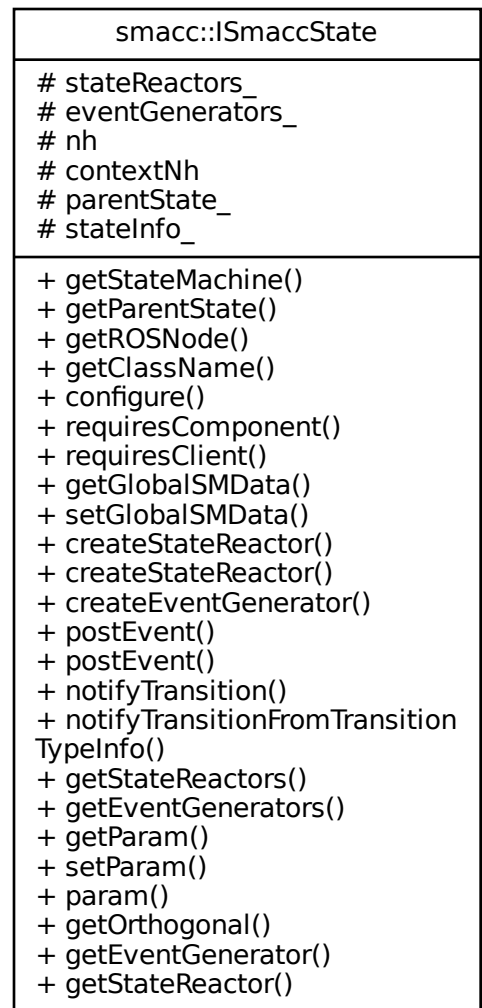 smacc::ISmaccState
# stateReactors_
# eventGenerators_
# nh
# contextNh
# parentState_
# stateInfo_
+ getStateMachine()
+ getParentState()
+ getROSNode()
+ getClassName()
+ configure()
+ requiresComponent()
+ requiresClient()
+ getGlobalSMData()
+ setGlobalSMData()
+ createStateReactor()
+ createStateReactor()
+ createEventGenerator()
+ postEvent()
+ postEvent()
+ notifyTransition()
+ notifyTransitionFromTransition
TypeInfo()
+ getStateReactors()
+ getEventGenerators()
+ getParam()
+ setParam()
+ param()
+ getOrthogonal()
+ getEventGenerator()
+ getStateReactor()